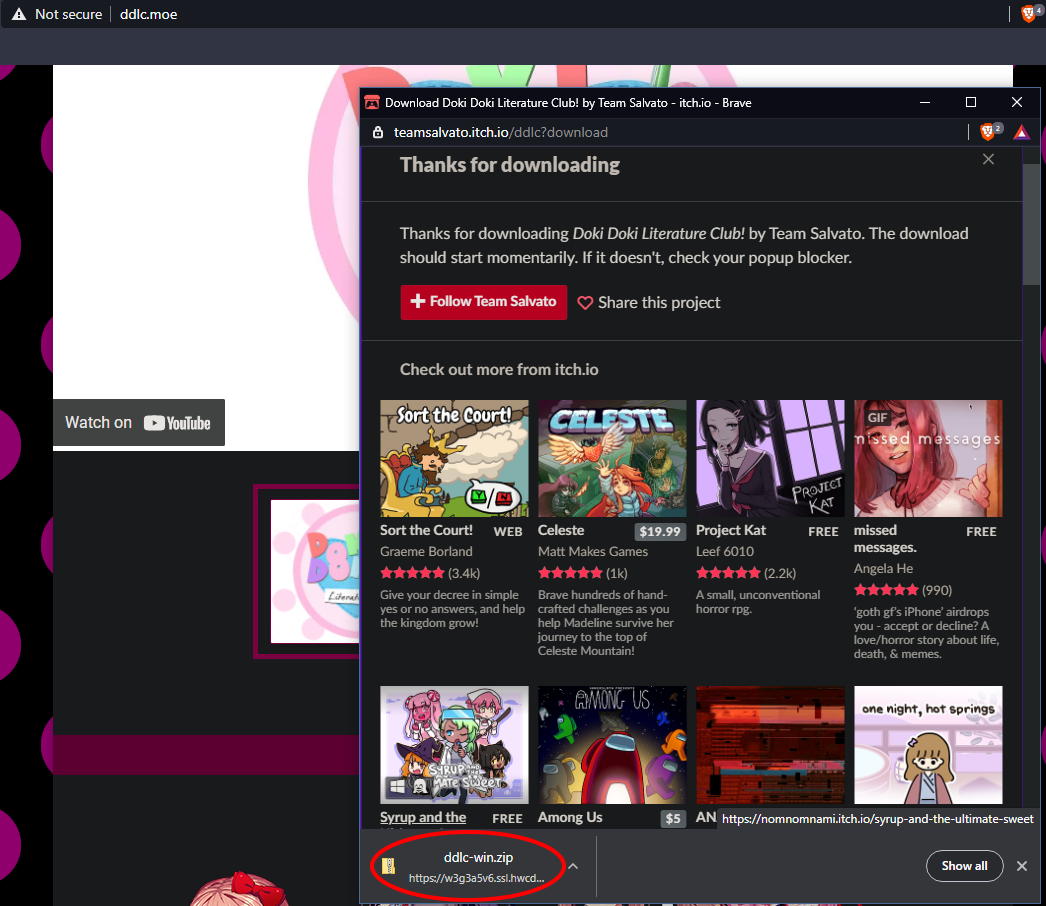 Not secure
ddlc.moe
4
Download Doki Doki Literature Club! by Team Salvato - itch.io - Brave
teamsalvato.itch.io/ddlc?download
2
Thanks for downloading
Thanks for downloading Doki Doki Literature Club! by Team Salvato. The download
should start momentarily. If it doesn't, check your popup blocker.
Follow Team Salvato
Share this project
Check out more from itch.io
Watch on YouTube
Sort the Court!
Y/N
CELESTE
PROJECT
KAT
GIF
missed messages
Sort the Court!
WEB
Graeme Borland
(3.4k)
Give your decree in simple
yes or no answers, and help
the kingdom grow!
Celeste
$19.99
Matt Makes Games
(1k)
Brave hundreds of hand-
crafted challenges as you
help Madeline survive her
journey to the top of
Celeste Mountain!
Project Kat
FREE
Leef 6010
(2.2k)
A small, unconventional
horror rpg.
missed
messages.
FREE
Angela He
(990)
'goth gf's iPhone' airdrops
you - accept or decline? A
love/horror story about life,
death, & memes.
Literatur
AMONG US
one night, hot springs
Syrup and the
FREE
Among Us
$5
AN
https://nomnomnami.itch.io/syrup-and-the-ultimate-sweet
ddlc-win.zip
https://w3g3a5v6.ssl.hwcd...
Show all